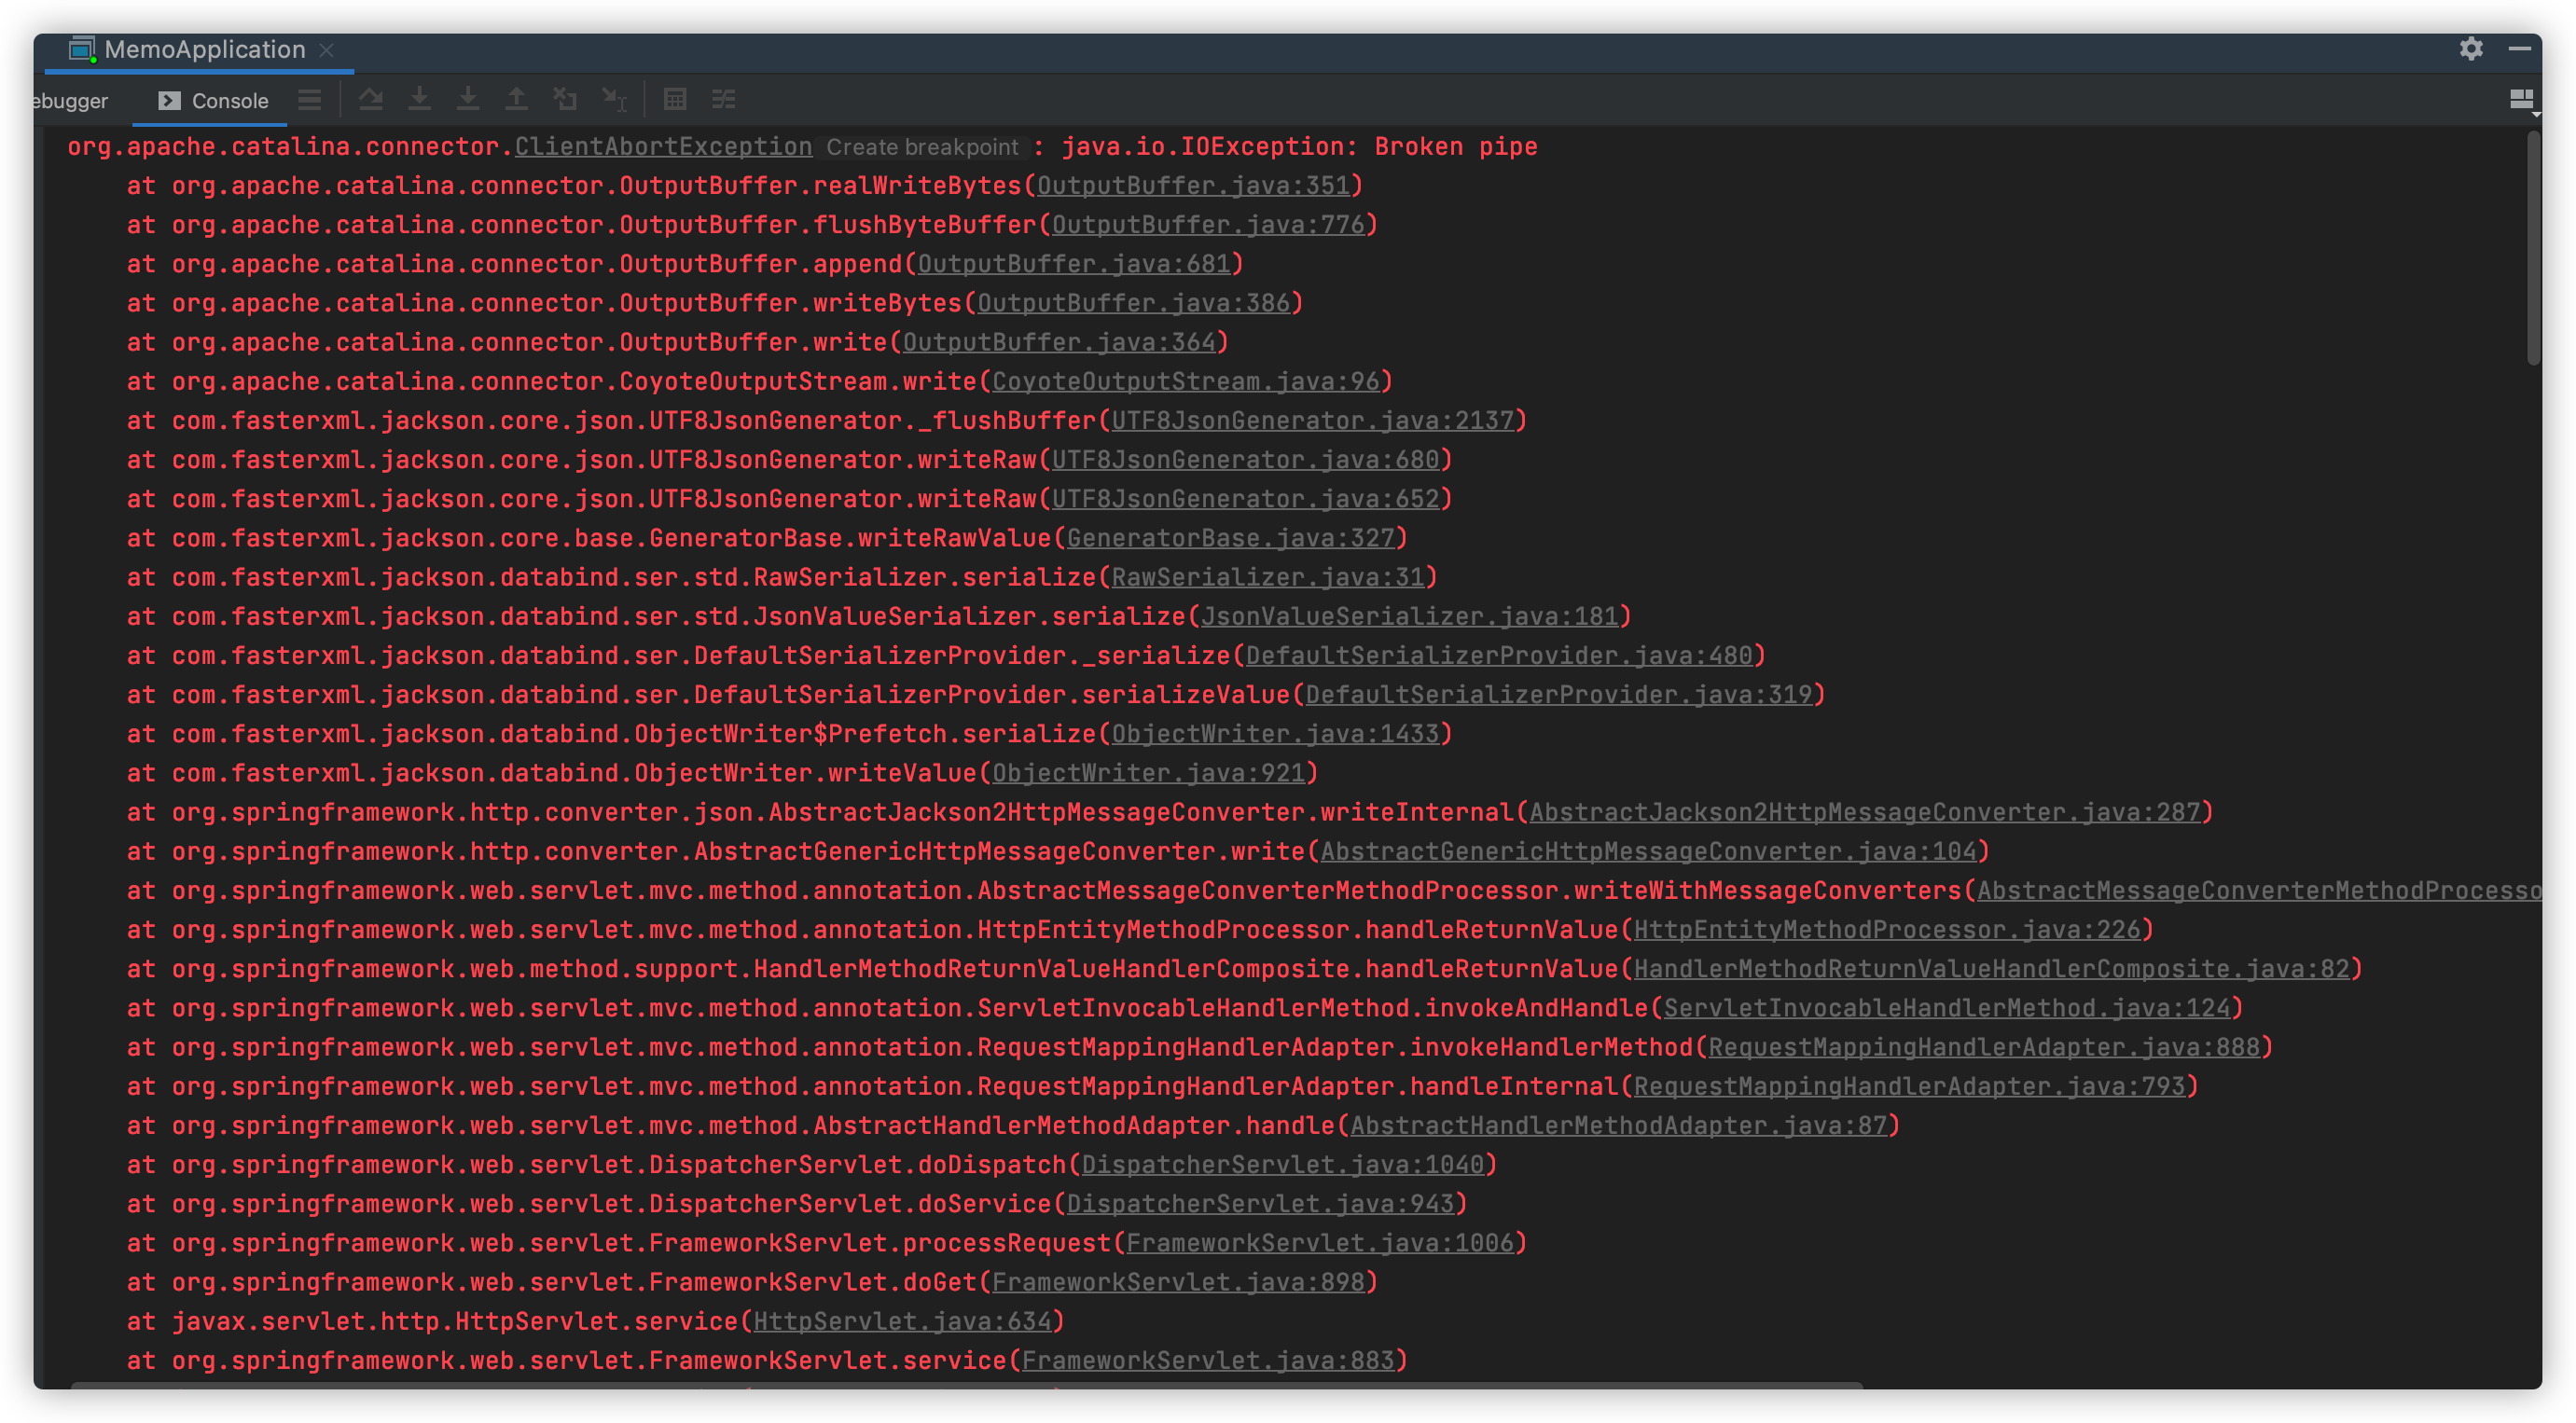 MemoApplication
ebugger Console
org.apache.catalina.connector.ClientAbortException Create breakpoint : java.io.IOException: Broken pipe
at org.apache.catalina.connector.OutputBuffer.realWriteBytes(OutputBuffer.java:351)
at org.apache.catalina.connector.OutputBuffer.flushByteBuffer(OutputBuffer.java:776)
at org.apache.catalina.connector.OutputBuffer.append(OutputBuffer.java:681)
at org.apache.catalina.connector.OutputBuffer.writeBytes(OutputBuffer.java:386)
at org.apache.catalina.connector.OutputBuffer.write(OutputBuffer.java:364)
at org.apache.catalina.connector.CoyoteOutputStream.write(CoyoteOutputStream.java:96)
at com.fasterxml.jackson.core.json.UTF8JsonGenerator._flushBuffer(UTF8JsonGenerator.java:2137)
at com.fasterxml.jackson.core.json.UTF8JsonGenerator.writeRaw(UTF8JsonGenerator.java:680)
at com.fasterxml.jackson.core.json.UTF8JsonGenerator.writeRaw(UTF8JsonGenerator.java:652)
at com.fasterxml.jackson.core.base.GeneratorBase.writeRawValue(GeneratorBase.java:327)
at com.fasterxml.jackson.databind.ser.std.RawSerializer.serialize(RawSerializer.java:31)
at com.fasterxml.jackson.databind.ser.std.JsonValueSerializer.serialize(JsonValueSerializer.java:181)
at com.fasterxml.jackson.databind.ser.DefaultSerializerProvider._serialize(DefaultSerializerProvider.java:480)
at com.fasterxml.jackson.databind.ser.DefaultSerializerProvider.serializeValue(DefaultSerializerProvider.java:319)
at com.fasterxml.jackson.databind.ObjectWriter$Prefetch.serialize(ObjectWriter.java:1433)
at com.fasterxml.jackson.databind.ObjectWriter.writeValue(ObjectWriter.java:921)
at org.springframework.http.converter.json.AbstractJackson2HttpMessageConverter.writeInternal(AbstractJackson2HttpMessageConverter.java:287)
at org.springframework.http.converter.AbstractGenericHttpMessageConverter.write(AbstractGenericHttpMessageConverter.java:104)
at org.springframework.web.servlet.mvc.method.annotation.AbstractMessageConverterMethodProcessor.writeWithMessageConverters(AbstractMessageConverterMethodProcesso
at org.springframework.web.servlet.mvc.method.annotation.HttpEntityMethodProcessor.handleReturnValue(HttpEntityMethodProcessor.java:226)
at org.springframework.web.method.support.HandlerMethodReturnValueHandlerComposite.handleReturnValue(HandlerMethodReturnValueHandlerComposite.java:82)
at org.springframework.web.servlet.mvc.method.annotation.ServletInvocableHandlerMethod.invokeAndHandle(ServletInvocableHandlerMethod.java:124)
at org.springframework.web.servlet.mvc.method.annotation.RequestMappingHandlerAdapter.invokeHandlerMethod(RequestMappingHandlerAdapter.java:888)
at org.springframework.web.servlet.mvc.method.annotation.RequestMappingHandlerAdapter.handleInternal(RequestMappingHandlerAdapter.java:793)
at org.springframework.web.servlet.mvc.method.AbstractHandlerMethodAdapter.handle(AbstractHandlerMethodAdapter.java:87)
at org.springframework.web.servlet.DispatcherServlet.doDispatch(DispatcherServlet.java:1040)
at org.springframework.web.servlet.DispatcherServlet.doService(DispatcherServlet.java:943)
at org.springframework.web.servlet.FrameworkServlet.processRequest(FrameworkServlet.java:1006)
at org.springframework.web.servlet.FrameworkServlet.doGet(FrameworkServlet.java:898)
at javax.servlet.http.HttpServlet.service(HttpServlet.java:634)
at org.springframework.web.servlet.FrameworkServlet.service(FrameworkServlet.java:883)